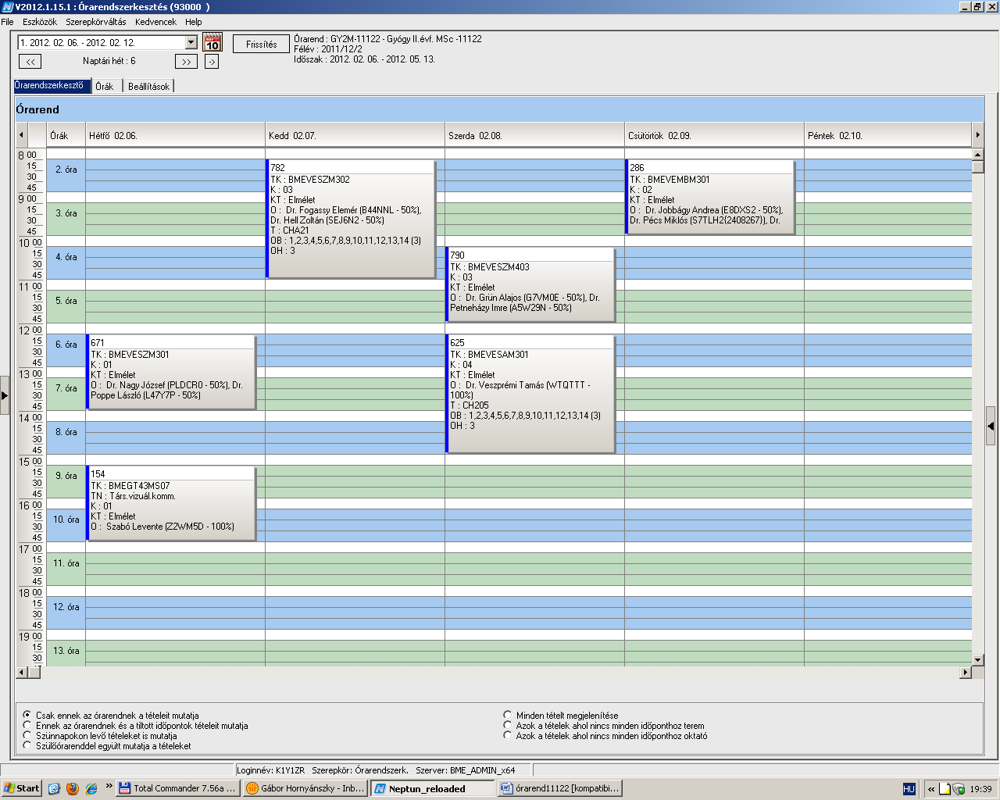 V2012.1.15.1 : Órarendszerkesztés (93000 )
File Eszközök Szerepkörváltás Kedvencek Help
1. 2012. 02. 06. - 2012. 02. 12.
10
Frissítés
Órarend : GY2M-11122 - Gyógy II.évf. MSc -11122
Félév : 2011/12/2
Időszak : 2012. 02. 06. - 2012. 05. 13.
<< Naptári hét : 6 >> ->
Órarendszerkesztő Órák Beállítások
Órarend
Órák Hétfő 02.06. Kedd 02.07. Szerda 02.08. Csütörtök 02.09. Péntek 02.10.
8 00
15
30
45
2. óra
9 00
15
30
45
3. óra
10 00
15
30
45
4. óra
11 00
15
30
45
5. óra
12 00
15
30
45
6. óra
13 00
15
30
45
7. óra
14 00
15
30
45
8. óra
15 00
15
30
45
9. óra
16 00
15
30
45
10. óra
17 00
15
30
45
11. óra
18 00
15
30
45
12. óra
19 00
15
30
13. óra
671
TK : BMEVESZM301
K : 01
KT : Elmélet
O : Dr. Nagy József (PLDCR0 - 50%), Dr.
Poppe László (L47Y7P - 50%)
154
TK : BMEGT43MS07
TN : Társ.vizuál.komm.
K : 01
KT : Elmélet
O : Szabó Levente (Z2WM5D - 100%)
782
TK : BMEVESZM302
K : 03
KT : Elmélet
O : Dr. Fogassy Elemér (B44NNL - 50%),
Dr. Hell Zoltán (SEJ6N2 - 50%)
T : CHA21
OB : 1,2,3,4,5,6,7,8,9,10,11,12,13,14 (3)
OH : 3
790
TK : BMEVESZM403
K : 03
KT : Elmélet
O : Dr. Grün Alajos (G7VM0E - 50%), Dr.
Petneházy Imre (A5W29N - 50%)
625
TK : BMEVESAM301
K : 04
KT : Elmélet
O : Dr. Veszprémi Tamás (WTQTTT -
100%)
T : CH205
OB : 1,2,3,4,5,6,7,8,9,10,11,12,13,14 (3)
OH : 3
286
TK : BMEVEMBM301
K : 02
KT : Elmélet
O : Dr. Jobbágy Andrea (E8DXS2 - 50%),
Dr. Pécs Miklós (S7TLH2{2408267}), Dr.
Csak ennek az órarendnek a tételeit mutatja
Ennek az órarendnek és a tiltott időpontok tételeit mutatja
Szünnapokon levő tételeket is mutatja
Szülőórarenddel együtt mutatja a tételeket
Minden tételt megjelenítése
Azok a tételek ahol nincs minden időponthoz terem
Azok a tételek ahol nincs minden időponthoz oktató
Loginnév: K1Y1ZR Szerepkör: Órarendszerk. Szerver: BME_ADMIN_x64
Start » Total Commander 7.56a ... Gábor Hornyánszky - Inb... Neptun_reloaded órarend11122 [kompatibi... HU « 19:39